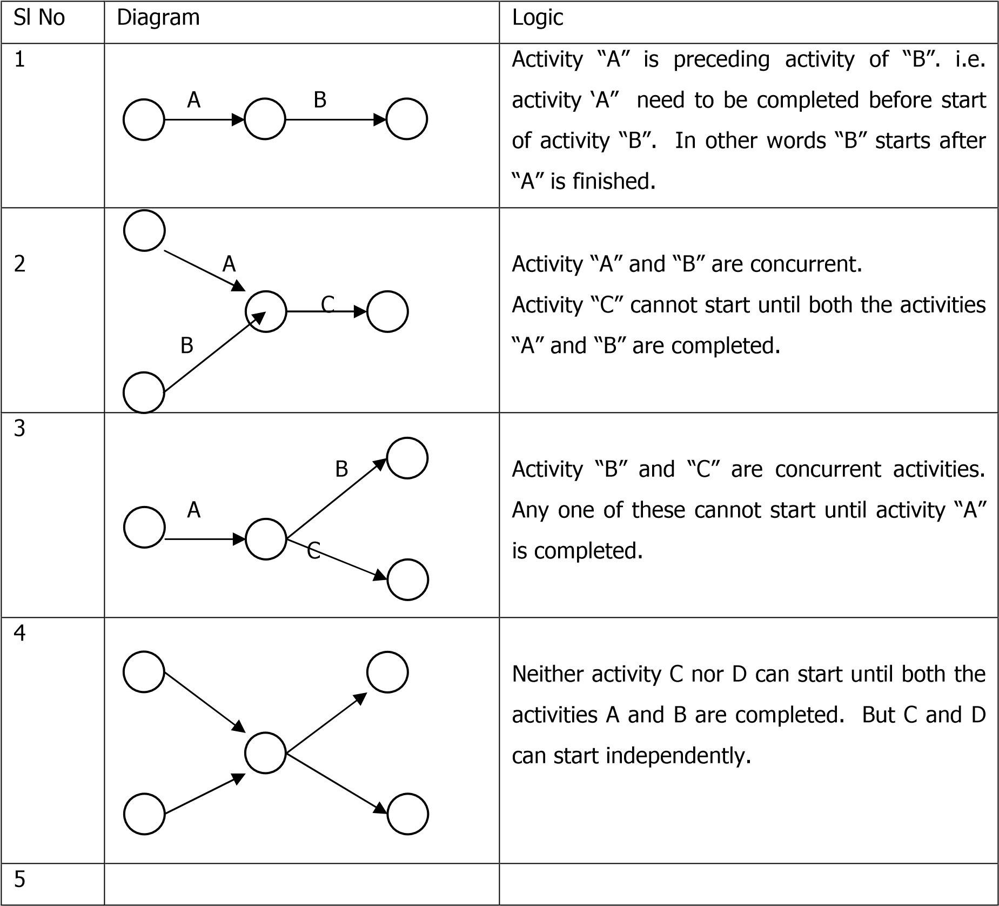 Sl No Diagram Logic
1
A B
Activity “A” is preceding activity of “B”. i.e.
activity ‘A” need to be completed before start
of activity “B”. In other words “B” starts after
“A” is finished.
2
A
C
B
Activity “A” and “B” are concurrent.
Activity “C” cannot start until both the activities
“A” and “B” are completed.
3
B
A
C
Activity “B” and “C” are concurrent activities.
Any one of these cannot start until activity “A”
is completed.
4
Neither activity C nor D can start until both the
activities A and B are completed. But C and D
can start independently.
5